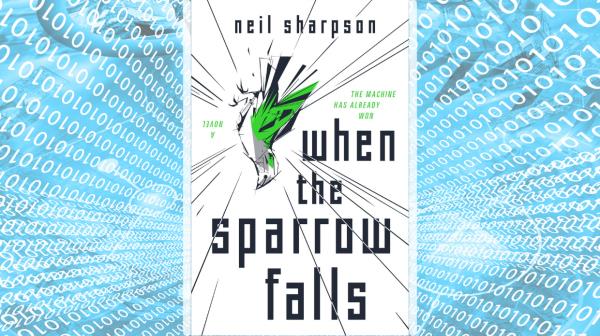 neil sharpson
THE MACHINE
HAS ALREADY
WON
A
NOVEL
when
the
sparrow
falls